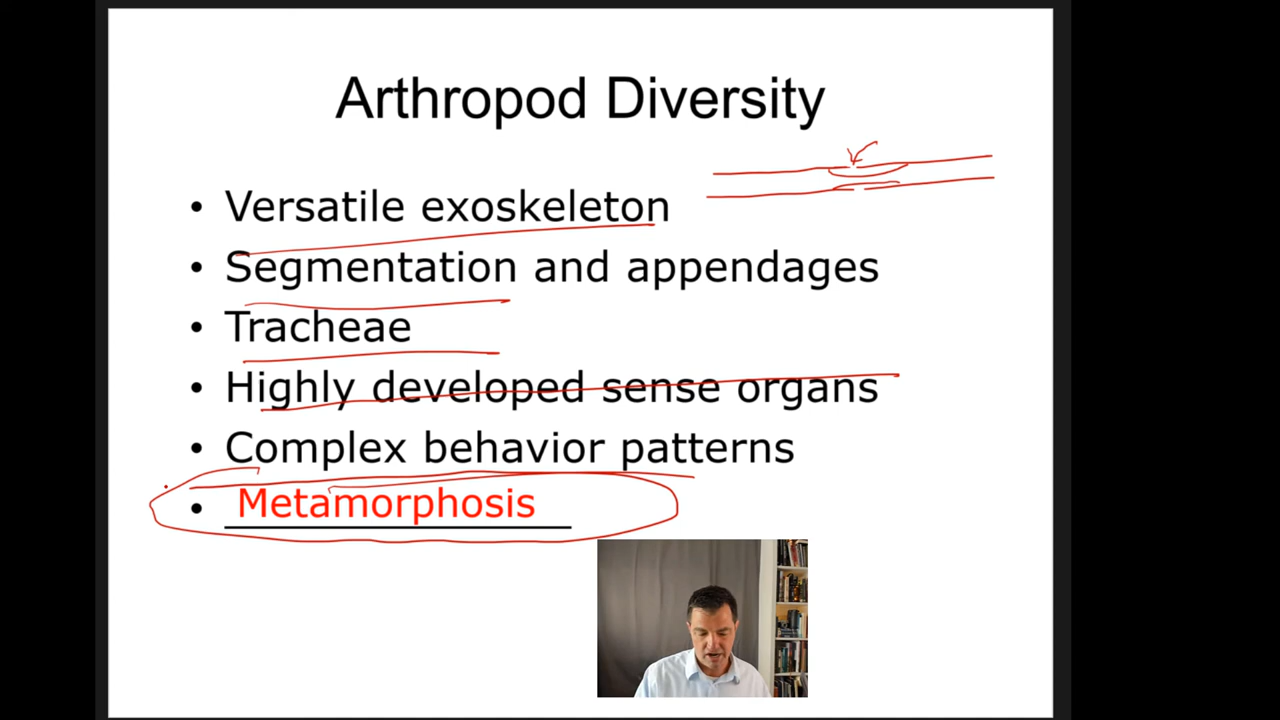 Arthropod Diversity
• Versatile exoskeleton
• Segmentation and appendages
• Tracheae
• Highly developed sense organs
• Complex behavior patterns
• Metamorphosis